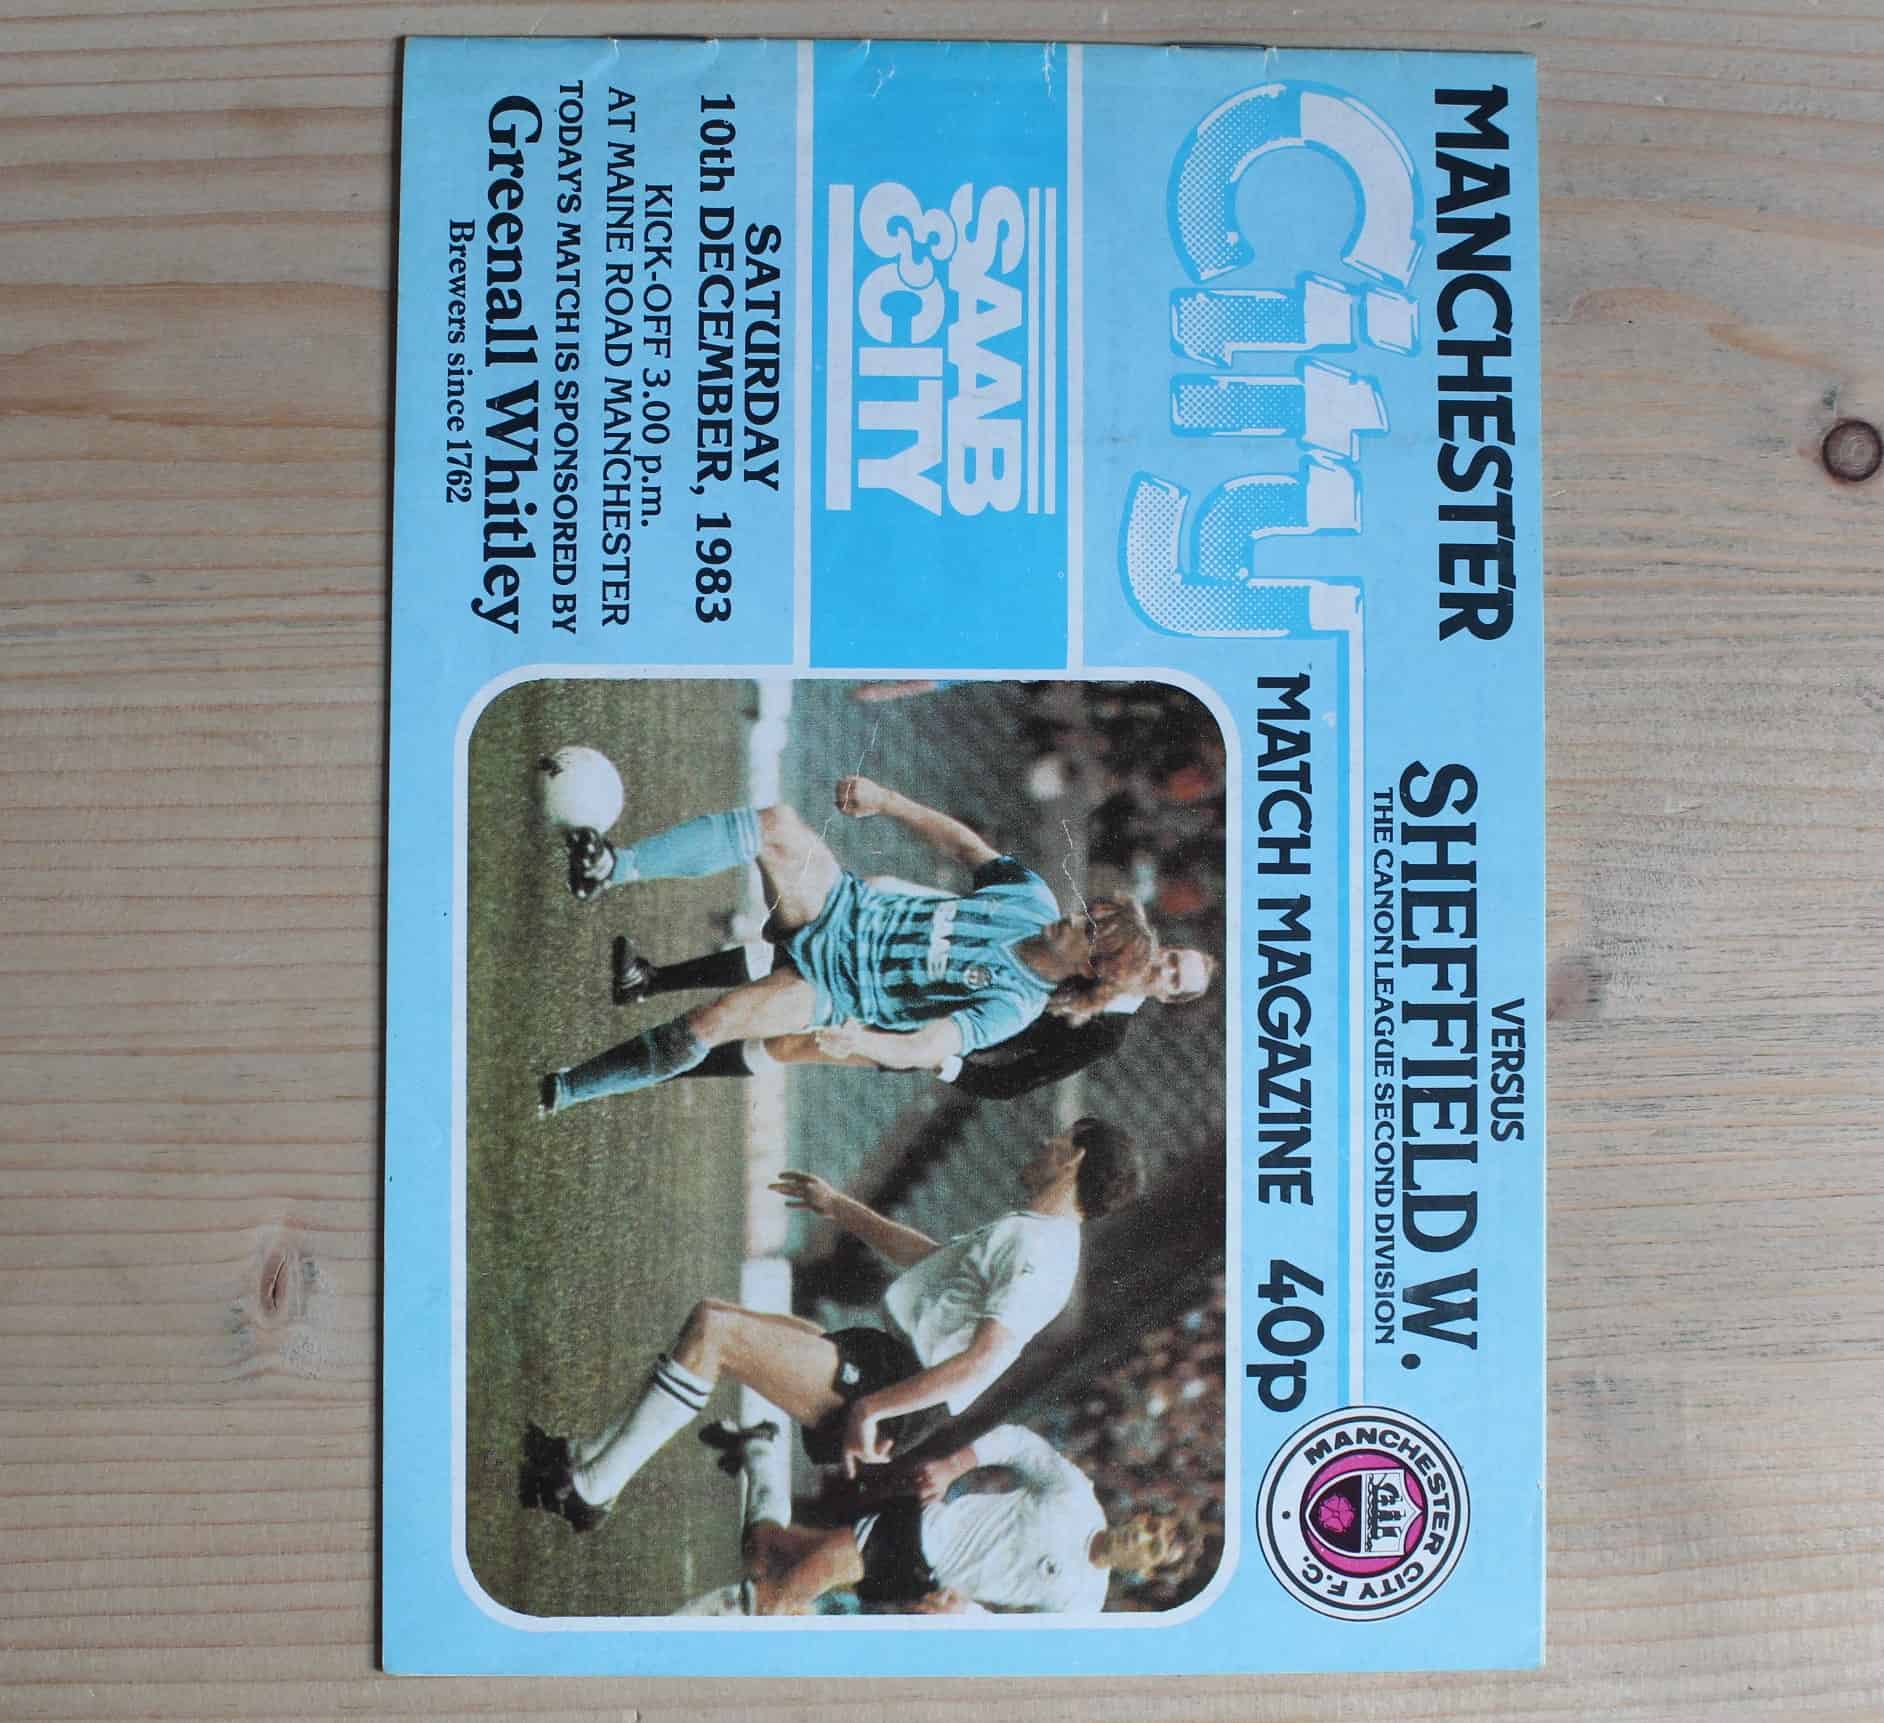 MANCHESTER
City
VERSUS
SHEFFIELD W.
THE CANON LEAGUE SECOND DIVISION
MATCH MAGAZINE 40p
MANCHESTER CITY F.C.
SAAB
&CITY
SATURDAY
10th DECEMBER, 1983
KICK-OFF 3.00 p.m.
AT MAINE ROAD MANCHESTER
TODAY'S MATCH IS SPONSORED BY
Greenall Whitley
Brewers since 1762